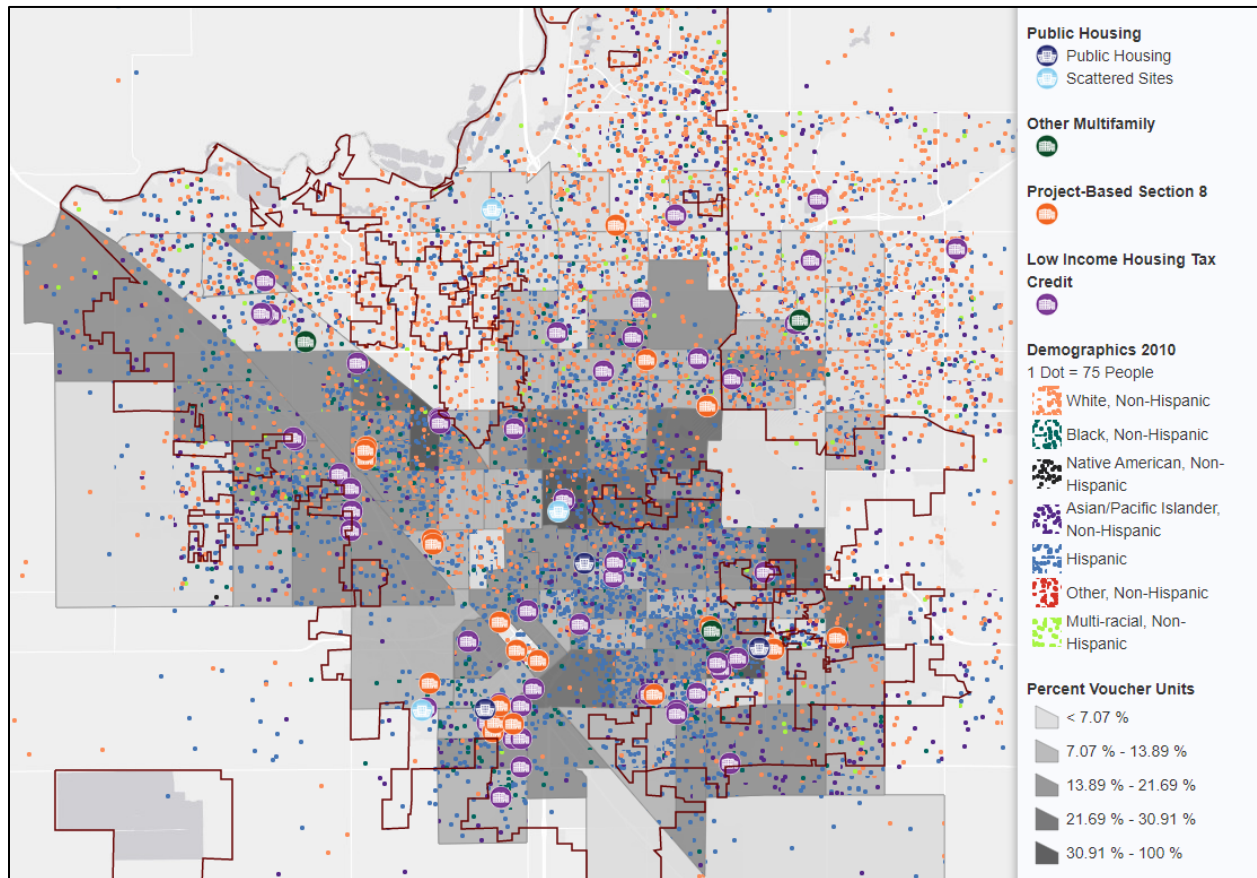 Public Housing
Public Housing
Scattered Sites
Other Multifamily
Project-Based Section 8
Low Income Housing Tax
Credit
Demographics 2010
1 Dot = 75 People
White, Non-Hispanic
Black, Non-Hispanic
Native American, Non-
Hispanic
Asian/Pacific Islander,
Non-Hispanic
Hispanic
Other, Non-Hispanic
Multi-racial, Non-
Hispanic
Percent Voucher Units
< 7.07 %
7.07 % - 13.89 %
13.89 % - 21.69 %
21.69 % - 30.91 %
30.91 % - 100 %